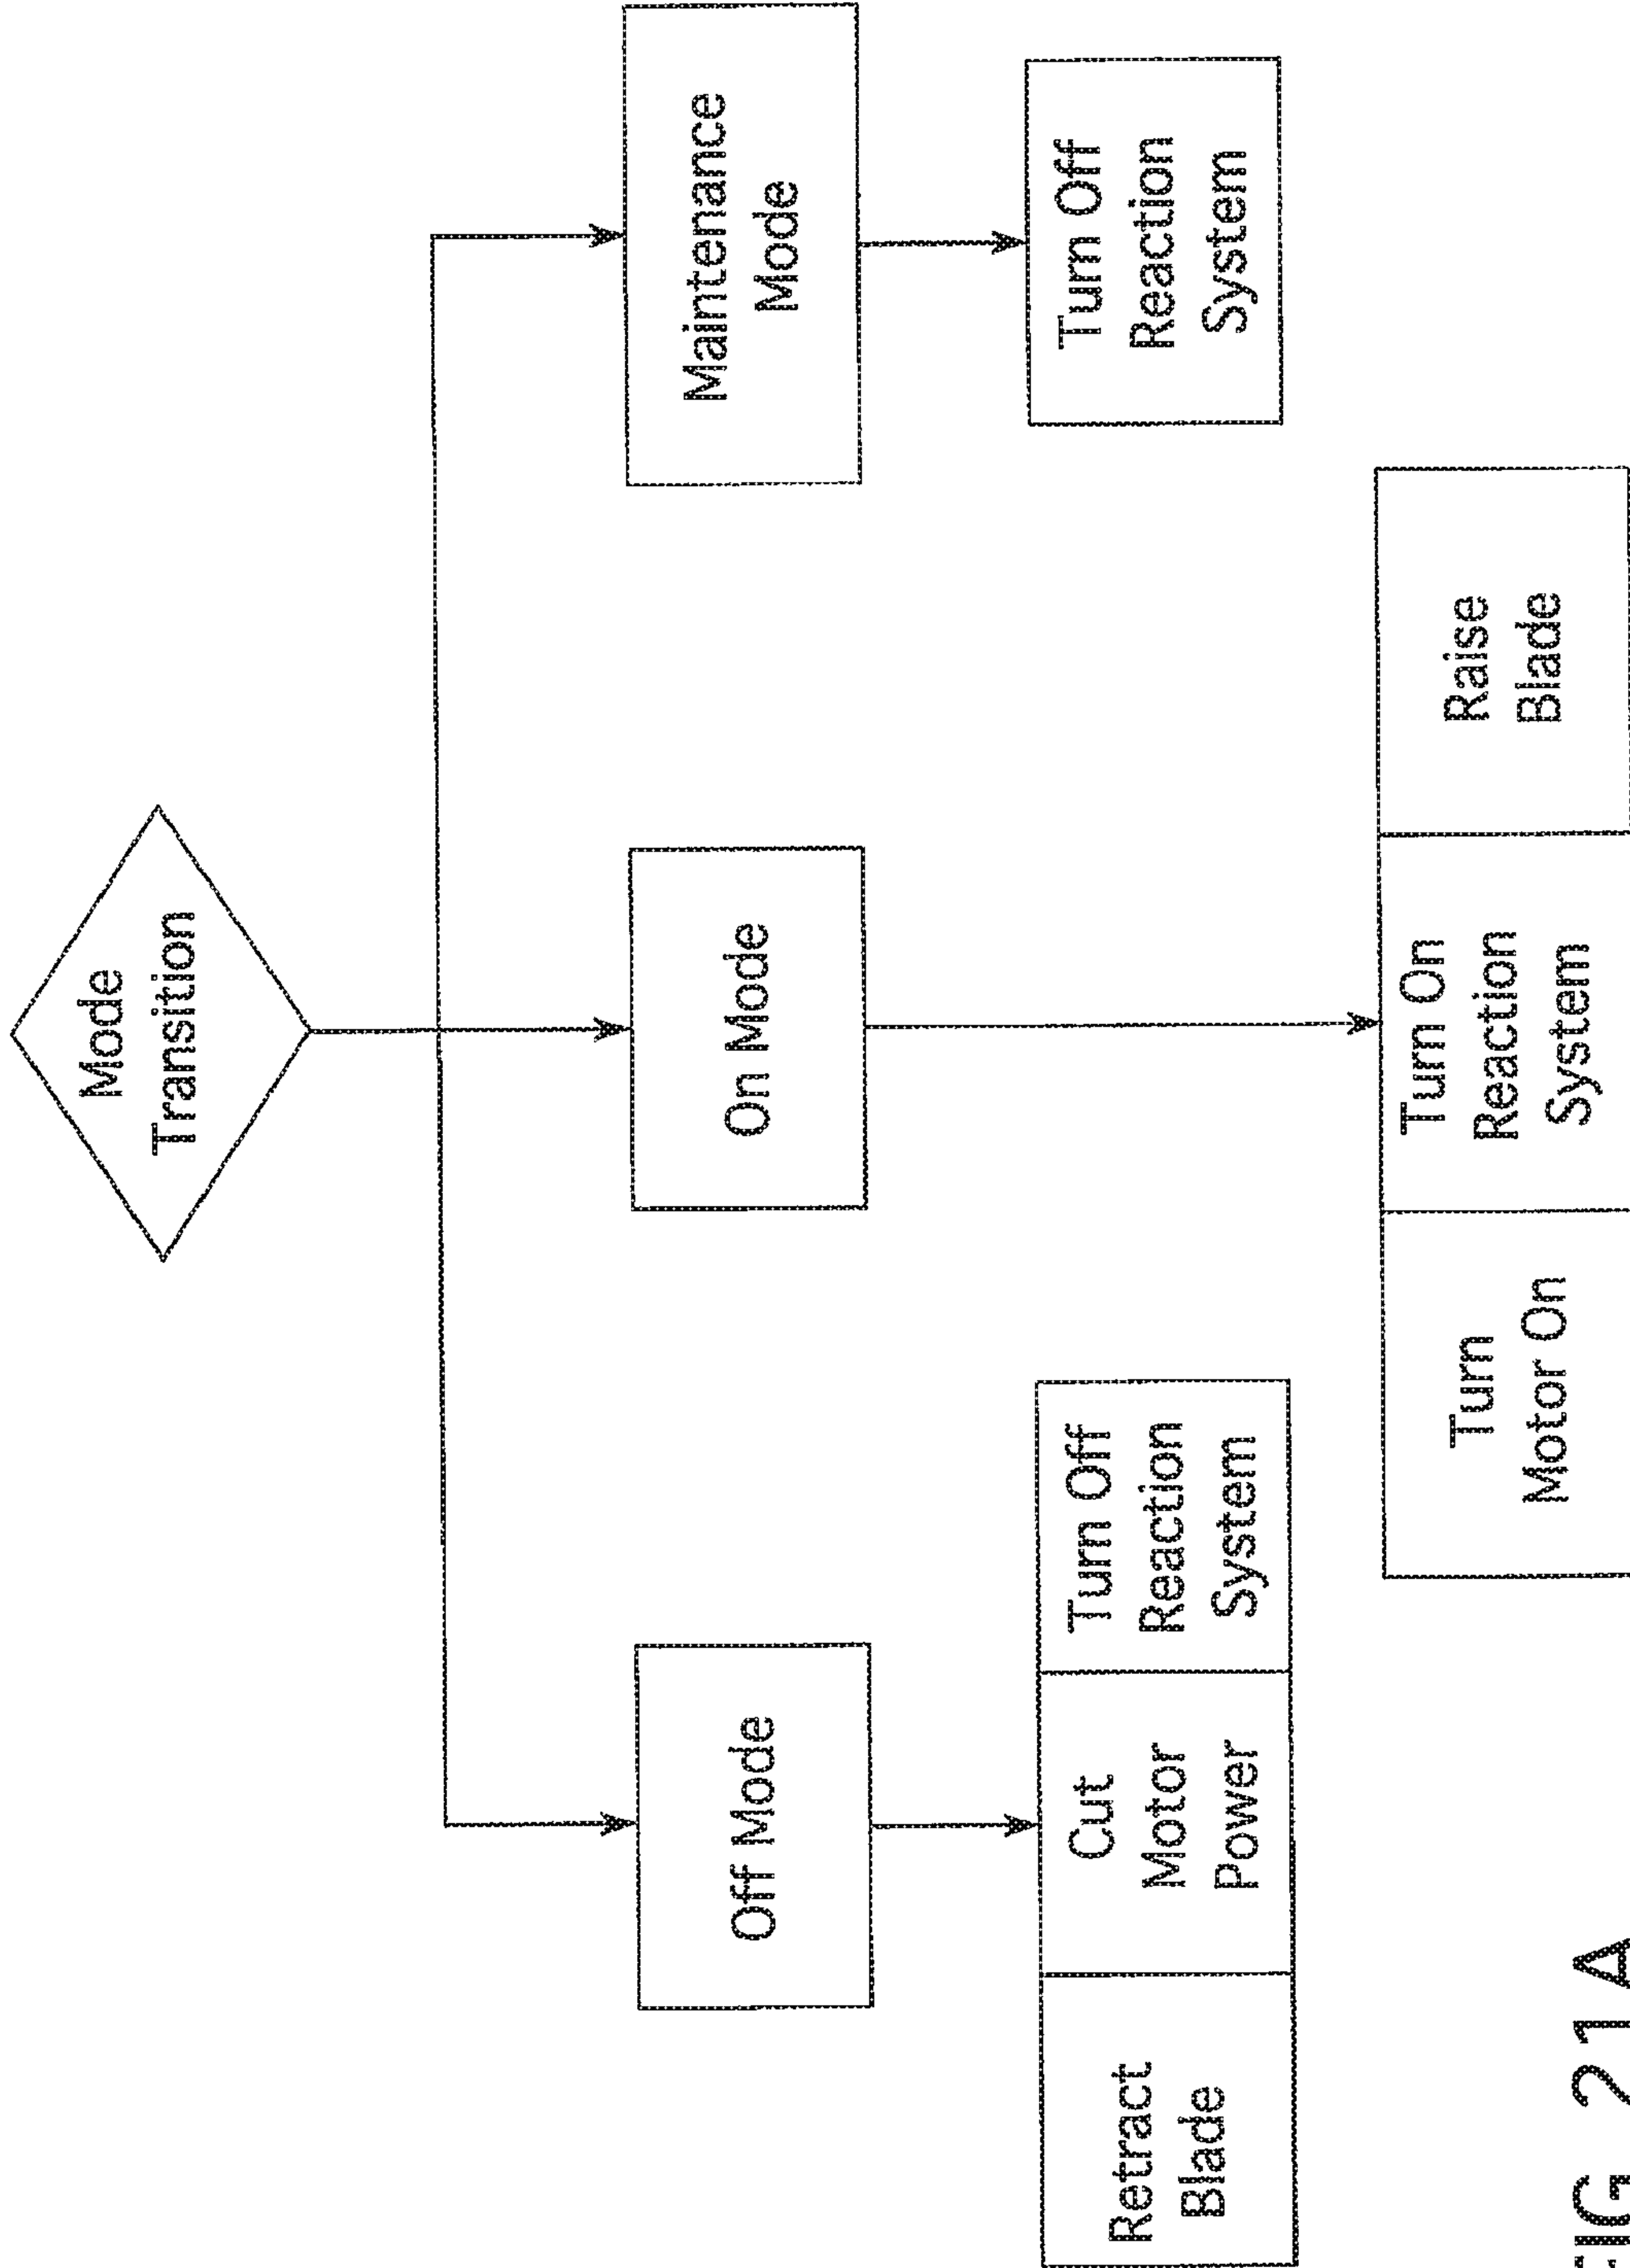 Mode
Transition
Off Mode
On Mode
Maintenance
Mode
Retract
Blade
Cut
Motor
Power
Turn Off
Reaction
System
Turn Off
Reaction
System
Turn
Motor On
Turn On
Reaction
System
Raise
Blade
FIG 21A